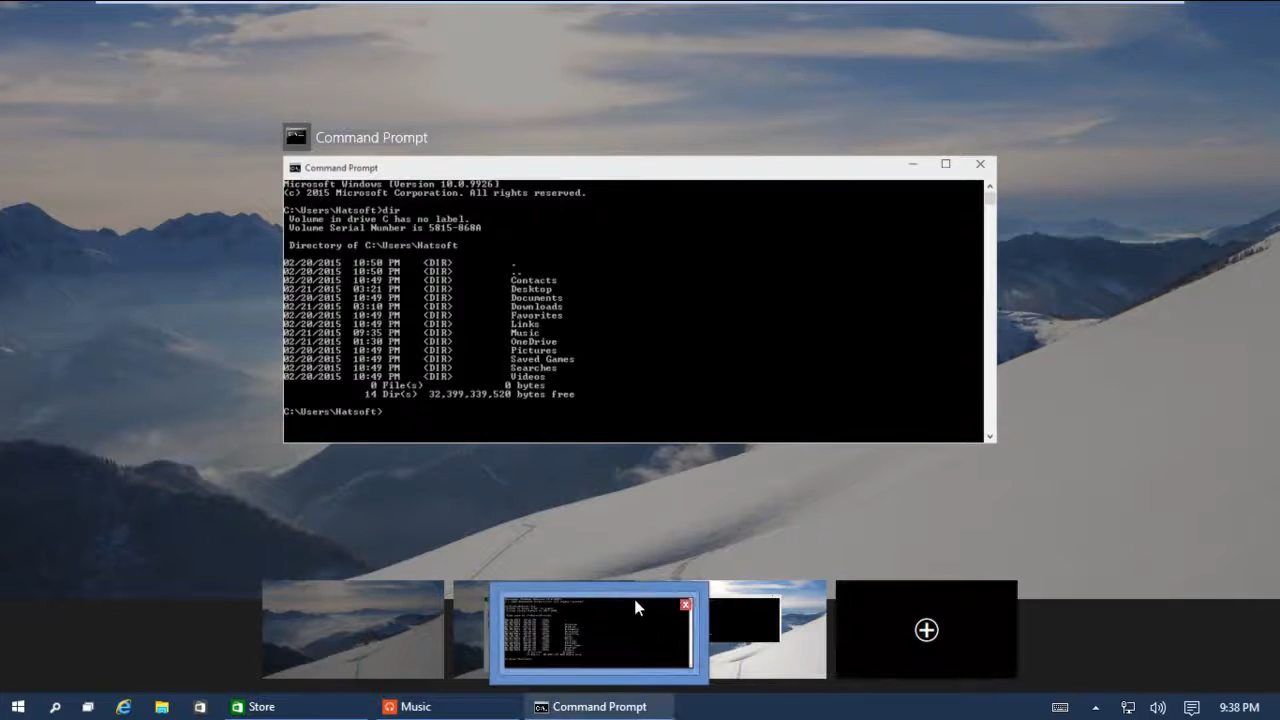 Command Prompt
Command Prompt
Microsoft Windows [Version 10.0.9926]
(c) 2015 Microsoft Corporation. All rights reserved.
C:\Users\Hatsoft>dir
Volume in drive C has no label.
Volume Serial Number is 5815-868A
Directory of C:\Users\Hatsoft
02/20/2015 10:50 PM <DIR> .
02/20/2015 10:50 PM <DIR> ..
02/20/2015 10:49 PM <DIR> Contacts
02/21/2015 03:21 PM <DIR> Desktop
02/20/2015 10:49 PM <DIR> Documents
02/21/2015 03:10 PM <DIR> Downloads
02/20/2015 10:49 PM <DIR> Favorites
02/20/2015 10:49 PM <DIR> Links
02/21/2015 09:35 PM <DIR> Music
02/21/2015 01:30 PM <DIR> OneDrive
02/20/2015 10:49 PM <DIR> Pictures
02/20/2015 10:49 PM <DIR> Saved Games
02/20/2015 10:49 PM <DIR> Searches
02/20/2015 10:49 PM <DIR> Videos
0 File(s) 0 bytes
14 Dir(s) 32,399,339,520 bytes free
C:\Users\Hatsoft>
Store Music Command Prompt 9:38 PM